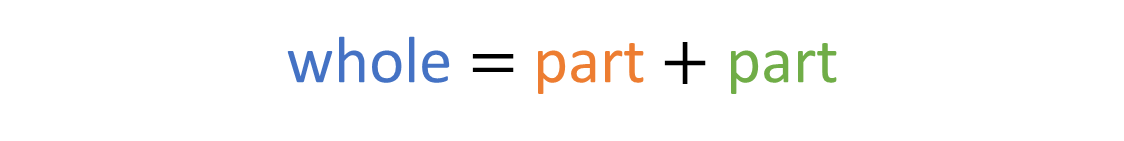 whole = part + part